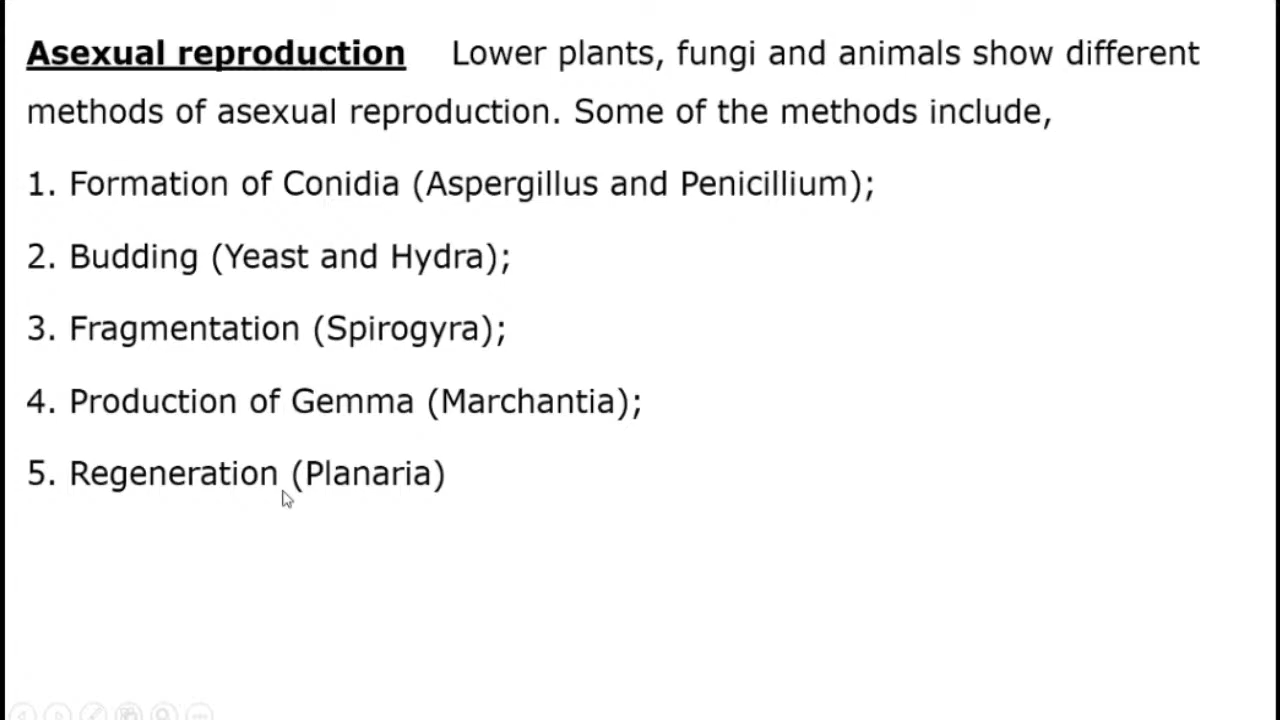 Asexual reproduction Lower plants, fungi and animals show different
methods of asexual reproduction. Some of the methods include,
1. Formation of Conidia (Aspergillus and Penicillium);
2. Budding (Yeast and Hydra);
3. Fragmentation (Spirogyra);
4. Production of Gemma (Marchantia);
5. Regeneration (Planaria)